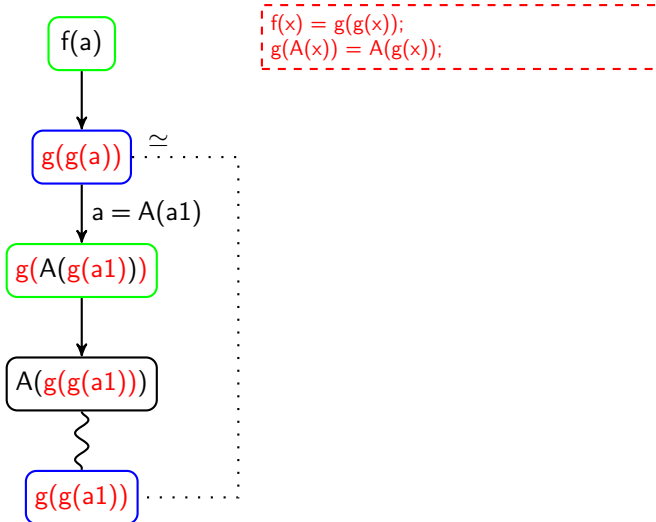 f(a)
f(x) = g(g(x));
g(A(x)) = A(g(x));
g(g(a))
≃
a = A(a1)
g(A(g(a1)))
A(g(g(a1)))
g(g(a1))